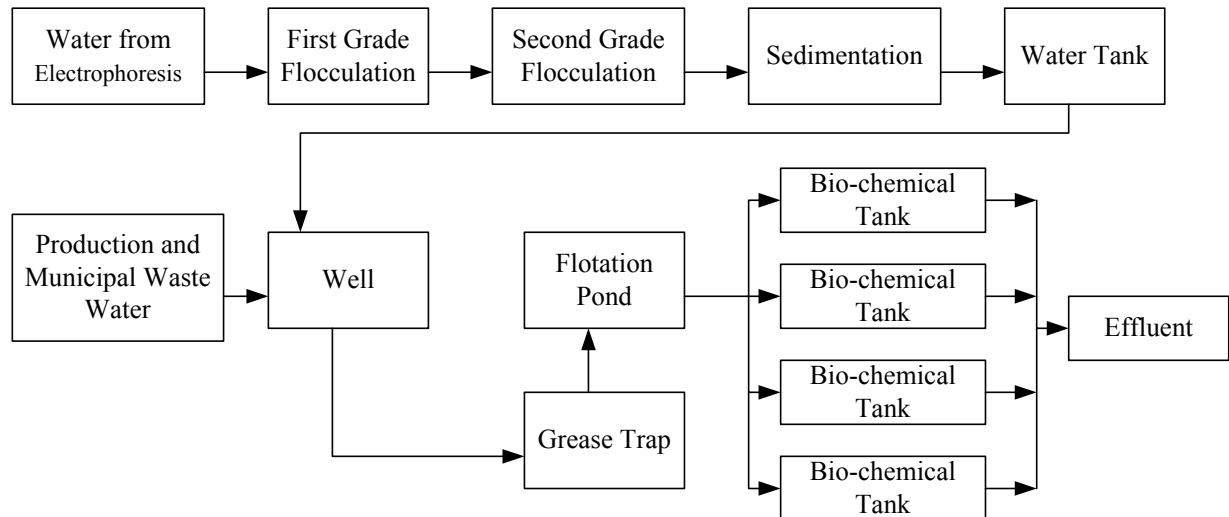 Water from
Electrophoresis
First Grade
Flocculation
Second Grade
Flocculation
Sedimentation
Water Tank
Production and
Municipal Waste
Water
Well
Grease Trap
Flotation
Pond
Bio-chemical
Tank
Bio-chemical
Tank
Bio-chemical
Tank
Bio-chemical
Tank
Effluent